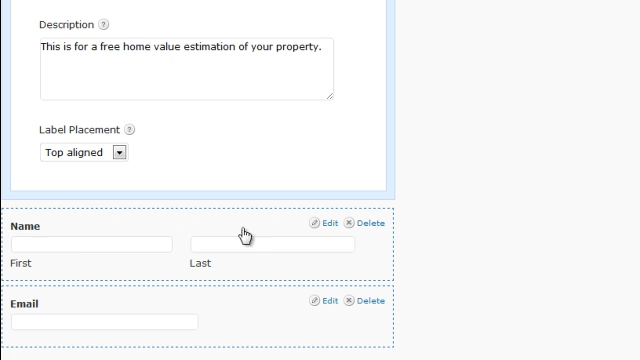 Description ?
This is for a free home value estimation of your property.
Label Placement ?
Top aligned
Name Edit Delete
First Last
Email Edit Delete